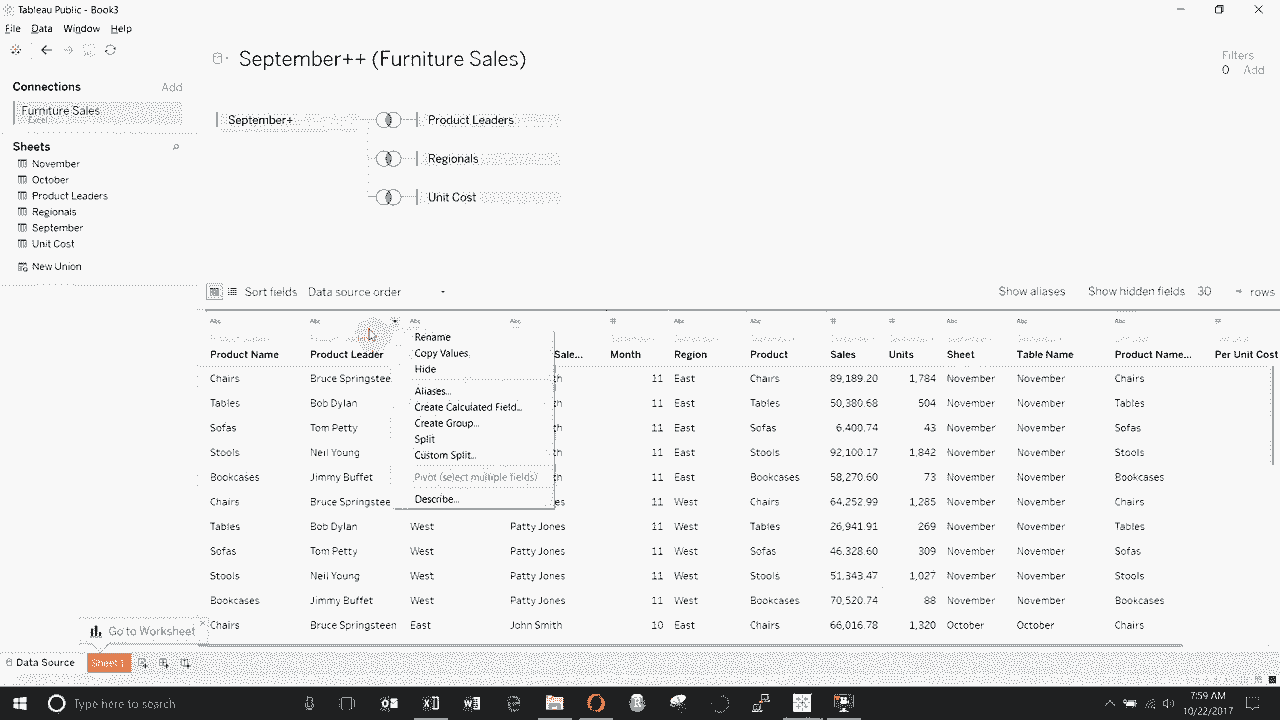 Tableau Public - Book3
File Data Window Help
September++ (Furniture Sales)
Filters
0 Add
Connections Add
Furniture Sales
Excel
September+
Product Leaders
Regionals
Unit Cost
Sheets
November
October
Product Leaders
Regionals
September
Unit Cost
New Union
Sort fields Data source order Show aliases Show hidden fields 30 rows
Abc Abc Abc Abc # Abc Abc # # Abc Abc Abc #
Product Name Product Leader Sale... Month Region Product Sales Units Sheet Table Name Product Name... Per Unit Cost
Rename
Copy Values
Hide
Aliases...
Create Calculated Field...
Create Group...
Split
Custom Split...
Pivot (select multiple fields)
Describe...
Chairs Bruce Springstee th 11 East Chairs 89,189.20 1,784 November November Chairs
Tables Bob Dylan th 11 East Tables 50,380.68 504 November November Tables
Sofas Tom Petty th 11 East Sofas 6,400.74 43 November November Sofas
Stools Neil Young th 11 East Stools 92,100.17 1,842 November November Stools
Bookcases Jimmy Buffet th 11 East Bookcases 58,270.60 73 November November Bookcases
Chairs Bruce Springstee es 11 West Chairs 64,252.99 1,285 November November Chairs
Tables Bob Dylan West Patty Jones 11 West Tables 26,941.91 269 November November Tables
Sofas Tom Petty West Patty Jones 11 West Sofas 46,328.60 309 November November Sofas
Stools Neil Young West Patty Jones 11 West Stools 51,343.47 1,027 November November Stools
Bookcases Jimmy Buffet West Patty Jones 11 West Bookcases 70,520.74 88 November November Bookcases
Chairs Bruce Springsteen East John Smith 10 East Chairs 66,016.78 1,320 October October Chairs
Go to Worksheet
Data Source Sheet 1
Type here to search
7:59 AM
10/22/2017